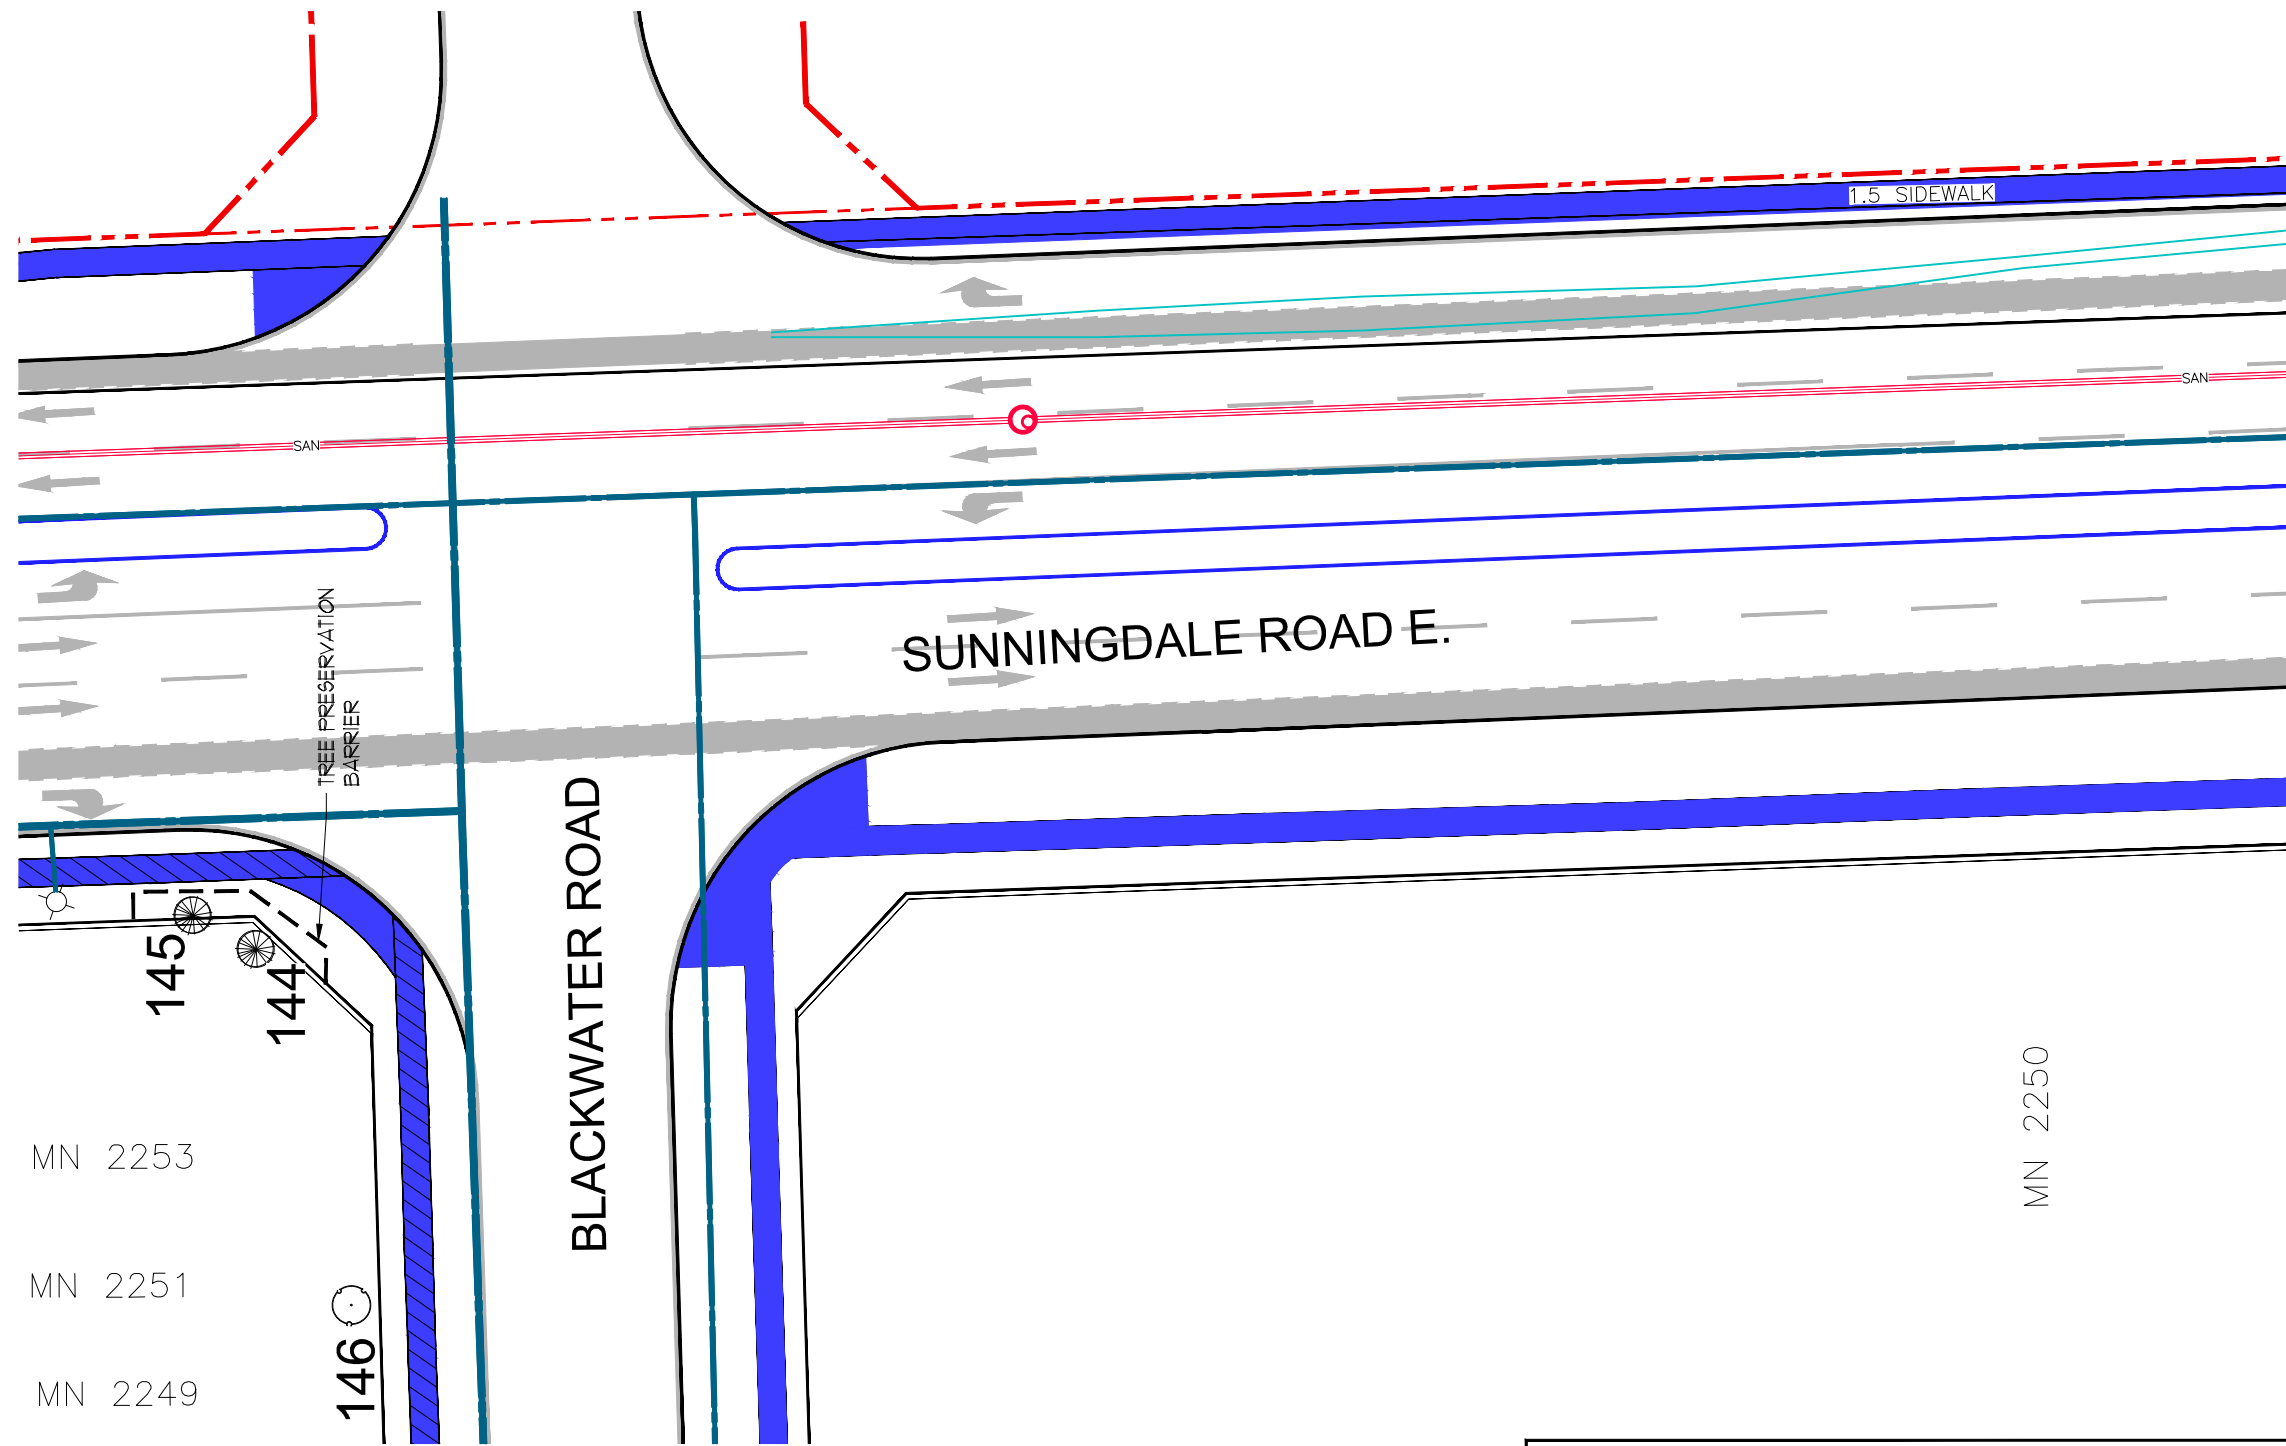 1.5 SIDEWALK
SAN
SAN
TREE PRESERVATION
BARRIER
SUNNINGDALE ROAD E.
BLACKWATER ROAD
145
144
MN 2253
MN 2250
MN 2251
146
MN 2249